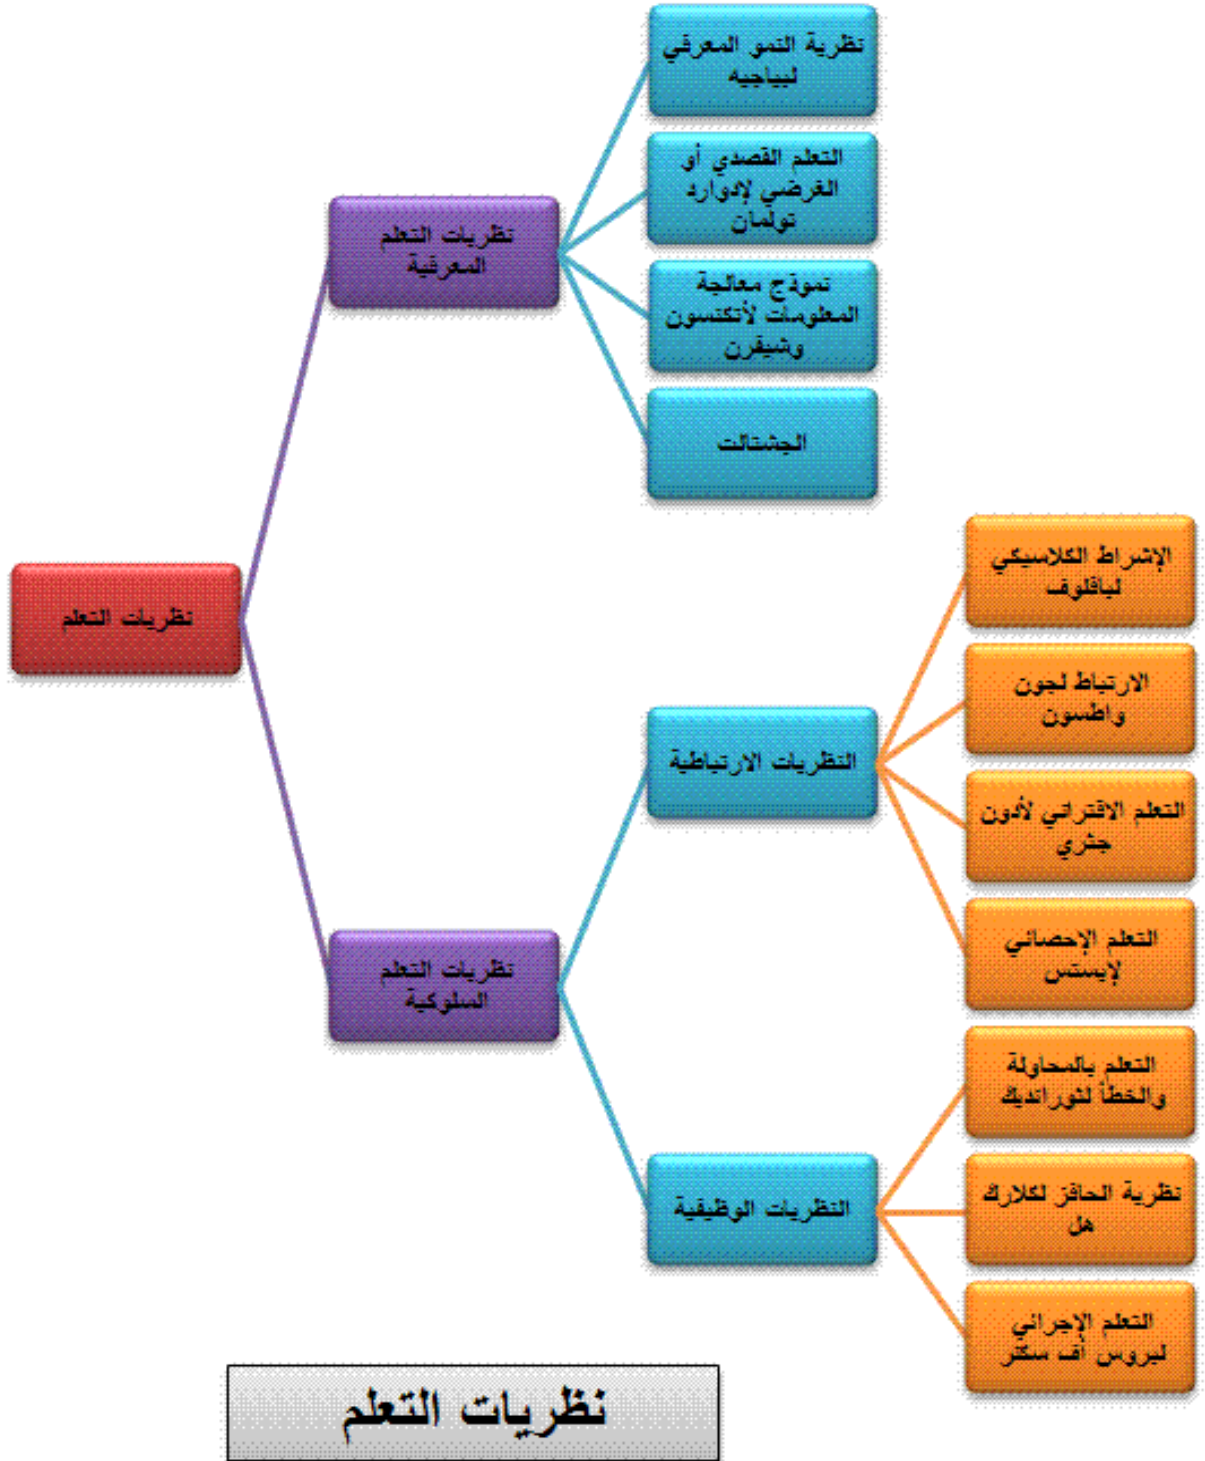 نظرية النمو المعرفي
لبياجيه
التعلم القصدي أو
الغرضي لإدوارد
تولمان
نظريات التعلم
المعرفية
نموذج معالجة
المعلومات لأتكنسون
وشيفرن
الجشتالت
الإشراط الكلاسيكي
لبافلوف
نظريات التعلم
الارتباط لجون
واطسون
النظريات الارتباطية
التعلم الاقتراني لأدون
جثري
التعلم الإحصائي
لإيستس
نظريات التعلم
السلوكية
التعلم بالمحاولة
والخطأ لثورانديك
النظريات الوظيفية
نظرية الحافز لكلارك
هل
التعلم الإجرائي
لبروس أف سكنر
نظريات التعلم